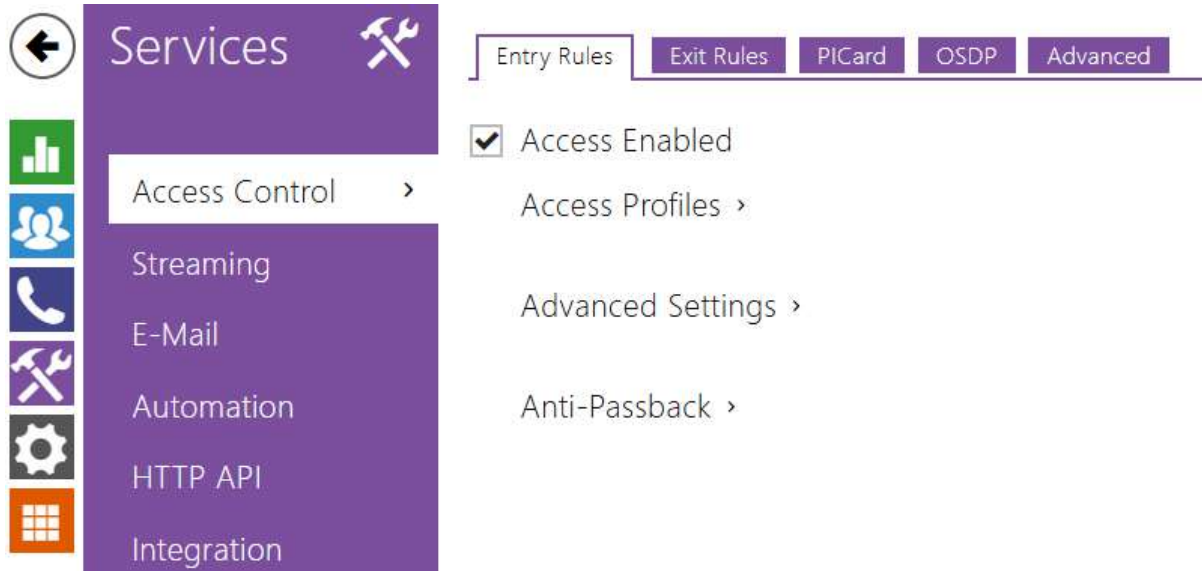 Services
Access Control
Streaming
E-Mail
Automation
HTTP API
Integration
Entry Rules Exit Rules PICard OSDP Advanced
Access Enabled
Access Profiles
Advanced Settings
Anti-Passback